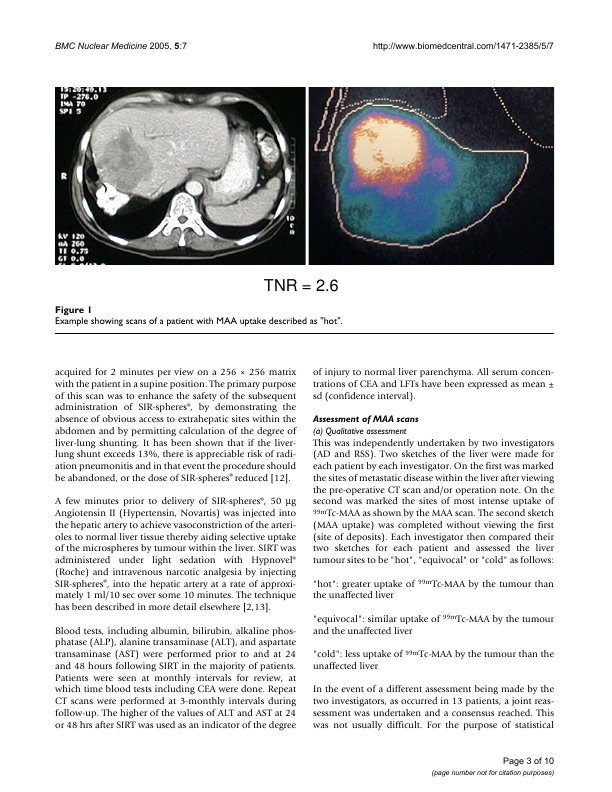 BMC Nuclear Medicine 2005, 5:7
http://www.biomedcentral.com/1471-2385/5/7
15:20:49.13
TP -276.0
IMA 70
SPI 5
R
kV 120
mA 260
TI 0.75
GT 0.0
10
c
m
TNR = 2.6
Figure 1
Example showing scans of a patient with MAA uptake described as "hot".
acquired for 2 minutes per view on a 256 × 256 matrix
with the patient in a supine position. The primary purpose
of this scan was to enhance the safety of the subsequent
administration of SIR-spheres®, by demonstrating the
absence of obvious access to extrahepatic sites within the
abdomen and by permitting calculation of the degree of
liver-lung shunting. It has been shown that if the liver-
lung shunt exceeds 13%, there is appreciable risk of radi-
ation pneumonitis and in that event the procedure should
be abandoned, or the dose of SIR-spheres® reduced [12].
A few minutes prior to delivery of SIR-spheres®, 50 μg
Angiotensin II (Hypertensin, Novartis) was injected into
the hepatic artery to achieve vasoconstriction of the arteri-
oles to normal liver tissue thereby aiding selective uptake
of the microspheres by tumour within the liver. SIRT was
administered under light sedation with Hypnovel®
(Roche) and intravenous narcotic analgesia by injecting
SIR-spheres®, into the hepatic artery at a rate of approxi-
mately 1 ml/10 sec over some 10 minutes. The technique
has been described in more detail elsewhere [2,13].
Blood tests, including albumin, bilirubin, alkaline phos-
phatase (ALP), alanine transaminase (ALT), and aspartate
transaminase (AST) were performed prior to and at 24
and 48 hours following SIRT in the majority of patients.
Patients were seen at monthly intervals for review, at
which time blood tests including CEA were done. Repeat
CT scans were performed at 3-monthly intervals during
follow-up. The higher of the values of ALT and AST at 24
or 48 hrs after SIRT was used as an indicator of the degree
of injury to normal liver parenchyma. All serum concen-
trations of CEA and LFTs have been expressed as mean ±
sd (confidence interval).
Assessment of MAA scans
(a) Qualitative assessment
This was independently undertaken by two investigators
(AD and RSS). Two sketches of the liver were made for
each patient by each investigator. On the first was marked
the sites of metastatic disease within the liver after viewing
the pre-operative CT scan and/or operation note. On the
second was marked the sites of most intense uptake of
99mTc-MAA as shown by the MAA scan. The second sketch
(MAA uptake) was completed without viewing the first
(site of deposits). Each investigator then compared their
two sketches for each patient and assessed the liver
tumour sites to be "hot", "equivocal" or "cold" as follows:
"hot": greater uptake of 99mTc-MAA by the tumour than
the unaffected liver
"equivocal": similar uptake of 99mTc-MAA by the tumour
and the unaffected liver
"cold": less uptake of 99mTc-MAA by the tumour than the
unaffected liver
In the event of a different assessment being made by the
two investigators, as occurred in 13 patients, a joint reas-
sessment was undertaken and a consensus reached. This
was not usually difficult. For the purpose of statistical
Page 3 of 10
(page number not for citation purposes)